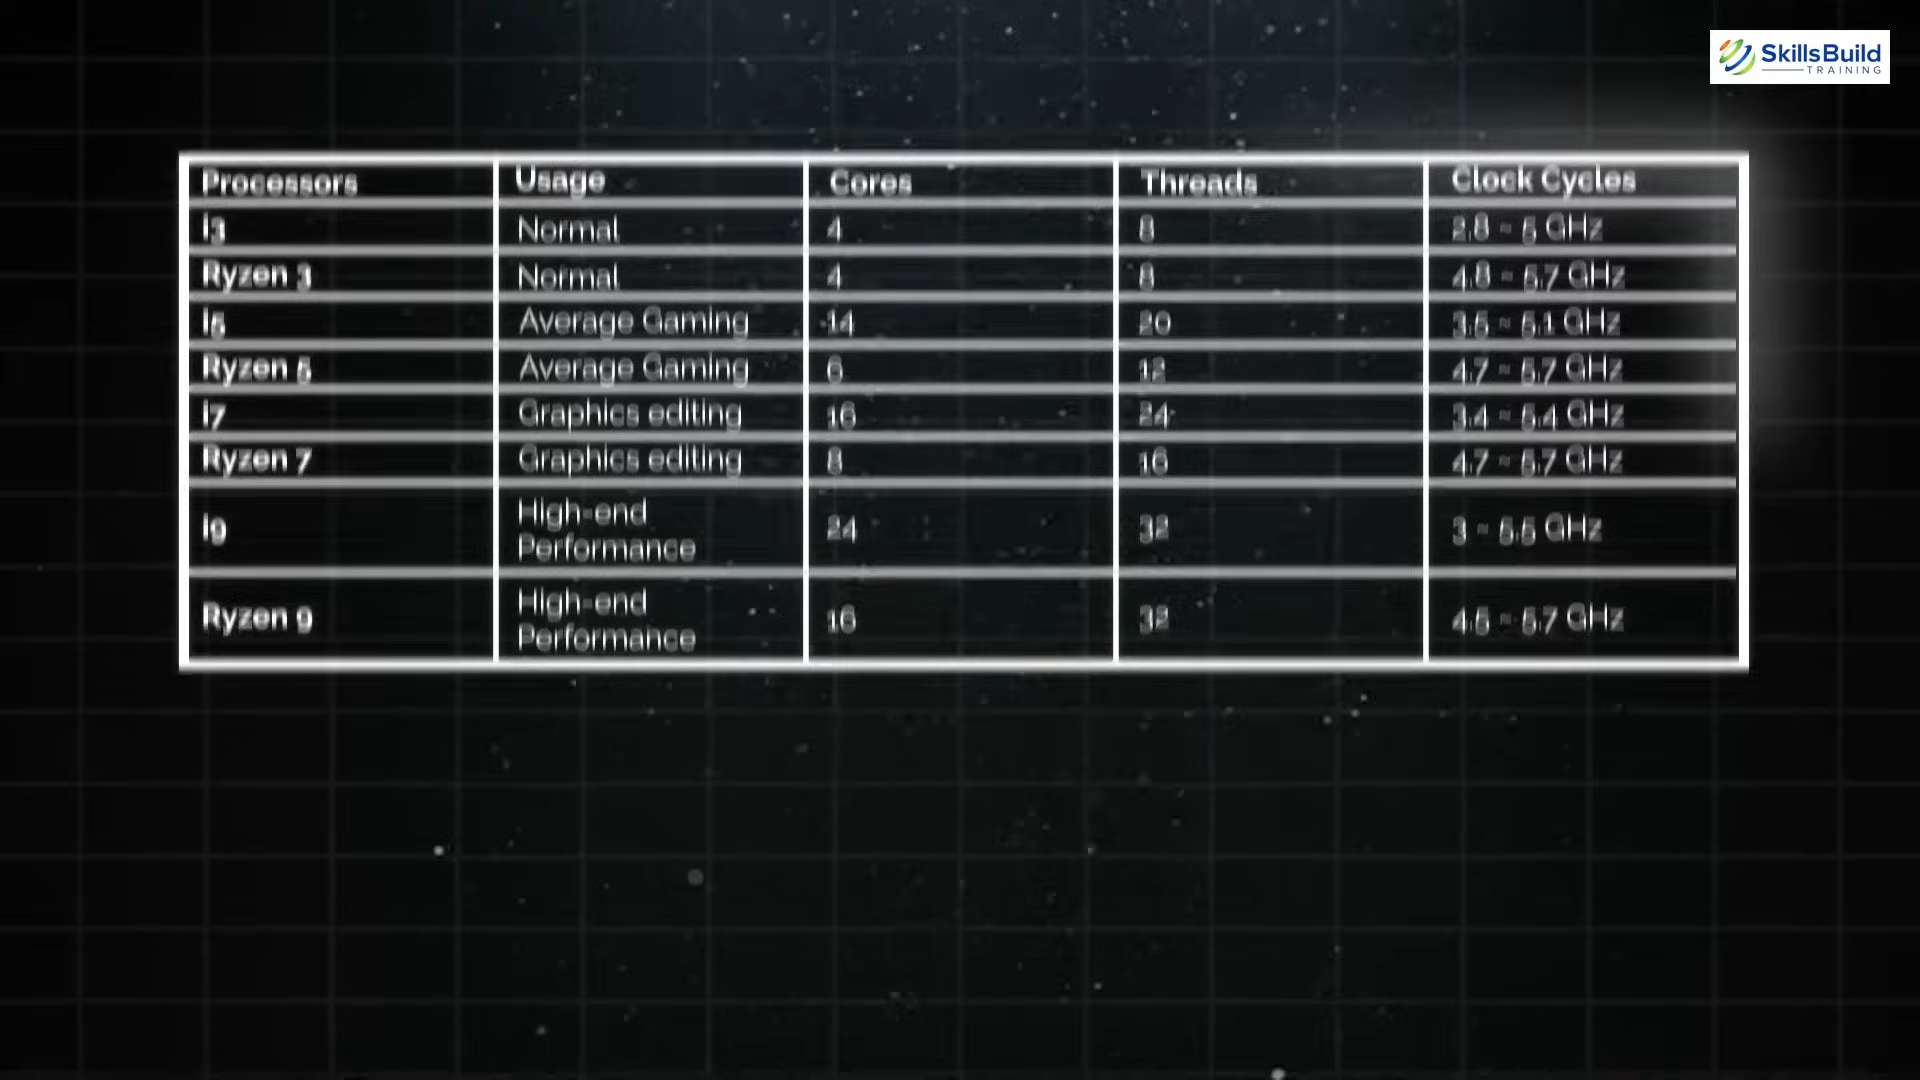 SkillsBuild
TRAINING
Processors Usage Cores Threads Clock Cycles
i3 Normal 4 8 2.8 - 5 GHz
Ryzen 3 Normal 4 8 4.8 - 5.7 GHz
i5 Average Gaming 14 20 3.5 - 5.1 GHz
Ryzen 5 Average Gaming 6 12 4.7 - 5.7 GHz
i7 Graphics editing 16 24 3.4 - 5.4 GHz
Ryzen 7 Graphics editing 8 16 4.7 - 5.7 GHz
i9 High-end Performance 24 32 3 - 5.5 GHz
Ryzen 9 High-end Performance 16 32 4.5 - 5.7 GHz